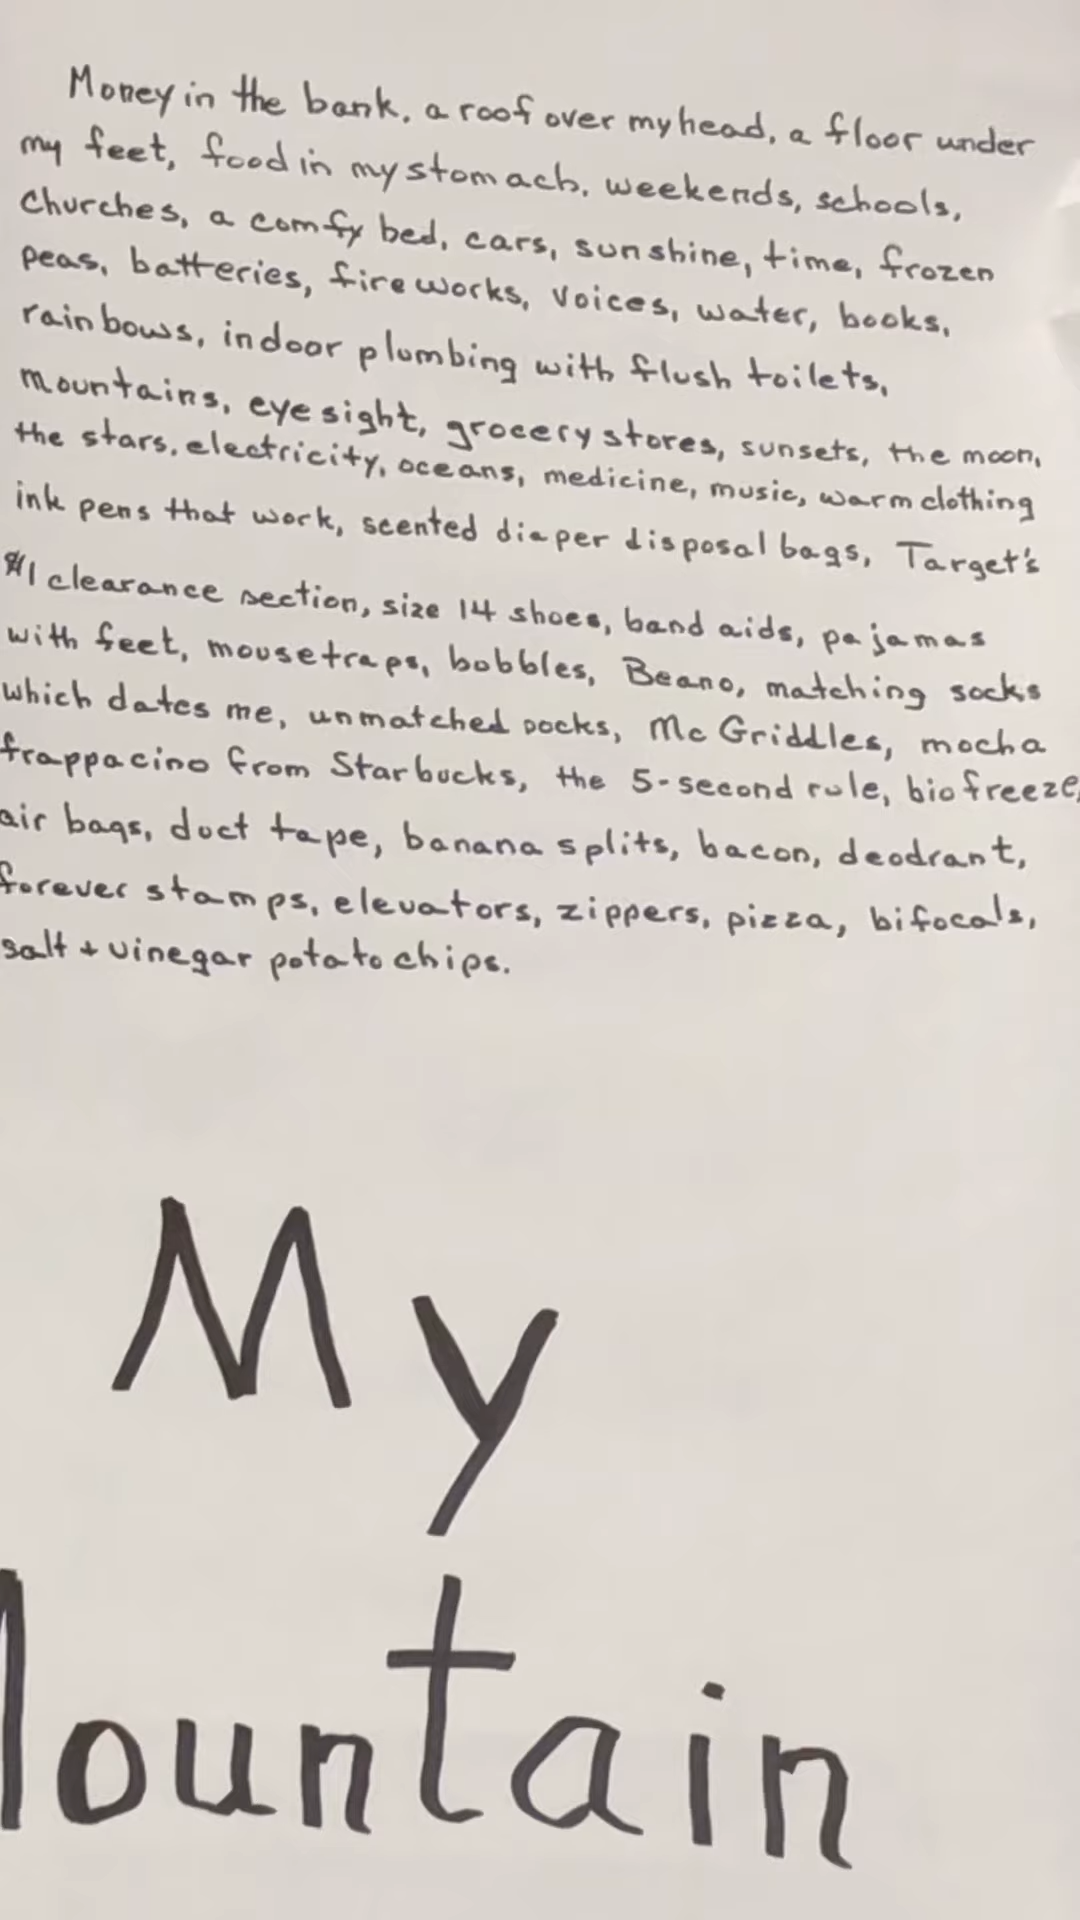 Money in the bank, a roof over my head, a floor under
my feet, food in my stomach, weekends, schools,
Churches, a comfy bed, cars, sunshine, time, frozen
peas, batteries, fireworks, voices, water, books,
rainbows, indoor plumbing with flush toilets,
mountains, eyesight, grocery stores, sunsets, the moon,
the stars, electricity, oceans, medicine, music, warm clothing
ink pens that work, scented diaper disposal bags, Target's
$1 clearance section, size 14 shoes, band aids, pajamas
with feet, mousetraps, bobbles, Beano, matching socks
which dates me, unmatched socks, McGriddles, mocha
frappacino from Starbucks, the 5-second rule, biofreeze,
air bags, duct tape, banana splits, bacon, deodrant,
forever stamps, elevators, zippers, pizza, bifocals,
salt + vinegar potato chips.
My
Mountain